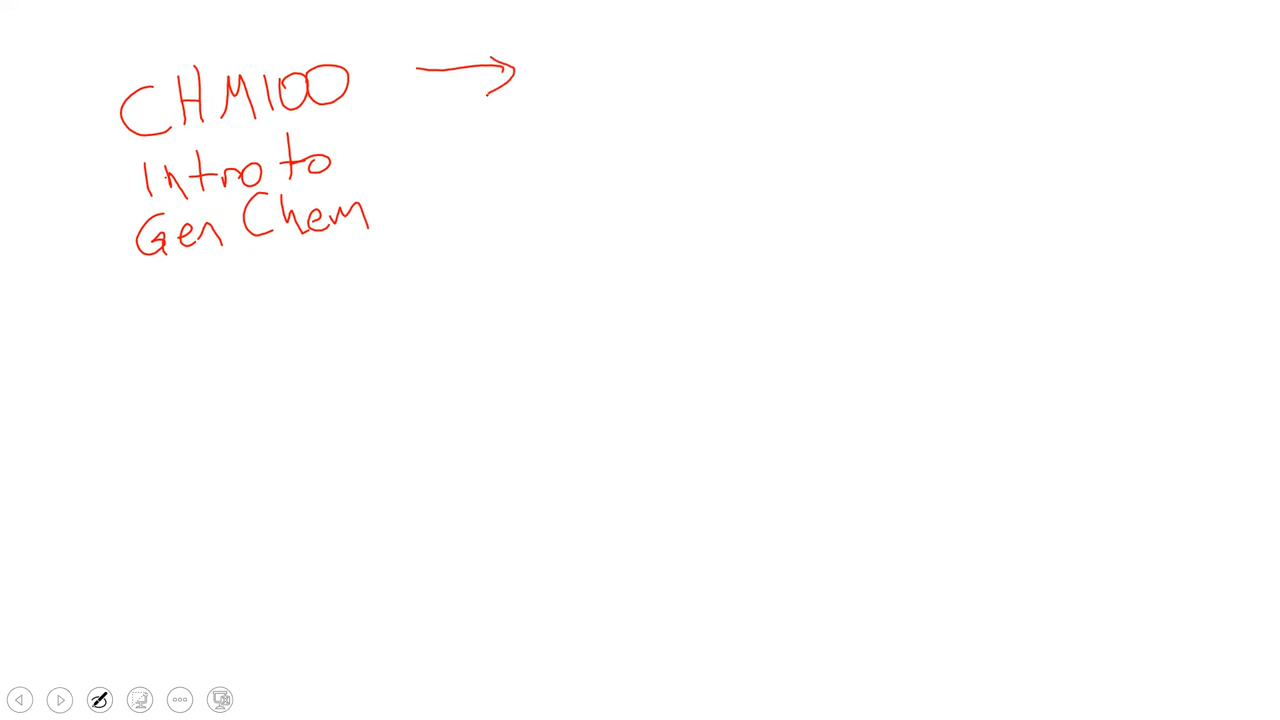 CHM100 →
Intro to
Gen Chem